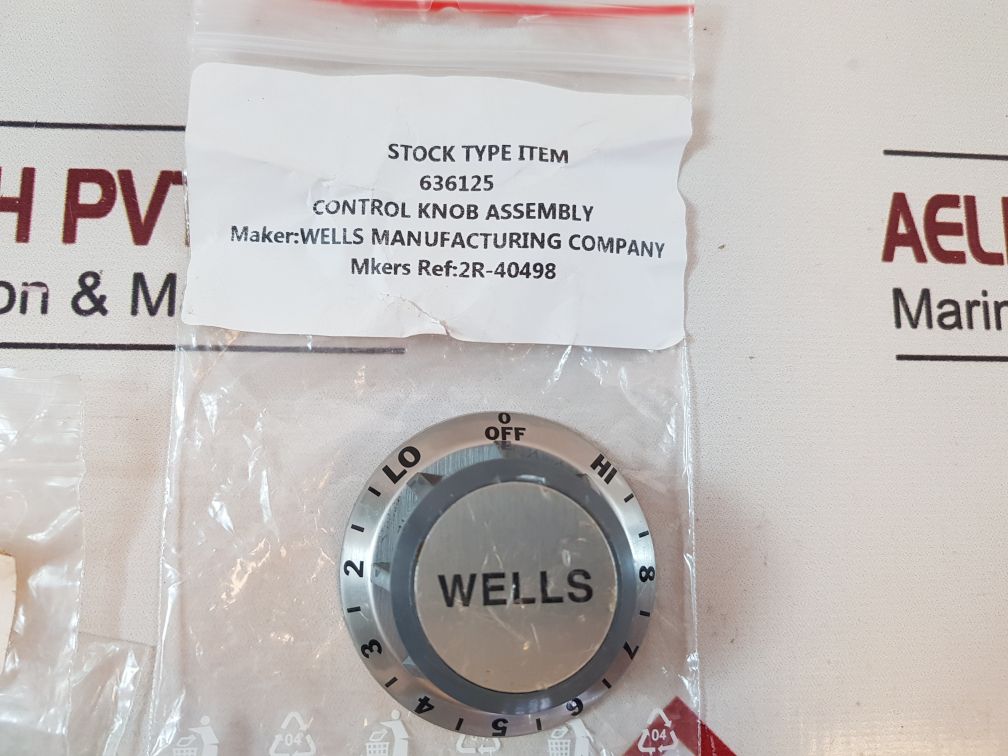 STOCK TYPE ITEM
636125
CONTROL KNOB ASSEMBLY
Maker:WELLS MANUFACTURING COMPANY
Mkers Ref:2R-40498
H PVT
on & M
AEL
Marin
0
OFF
LO
HI
2
3
4
5
6
7
8
WELLS
04
04